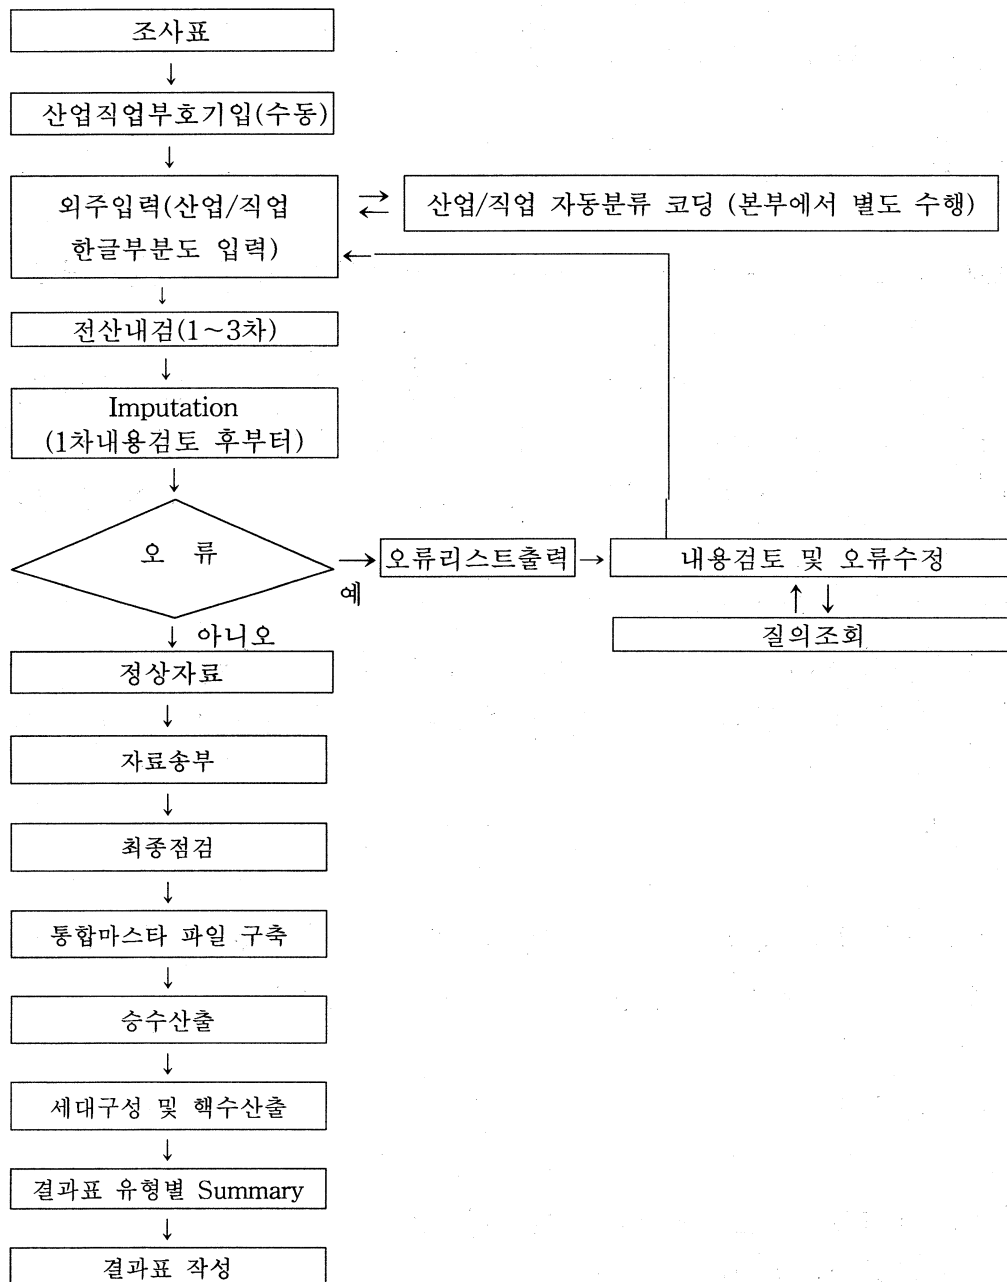 조사표
산업직업부호기입(수동)
외주입력(산업/직업
한글부분도 입력)
산업/직업 자동분류 코딩 (본부에서 별도 수행)
전산내검(1~3차)
Imputation
(1차내용검토 후부터)
오 류
예
오류리스트출력
내용검토 및 오류수정
질의조회
아니오
정상자료
자료송부
최종점검
통합마스타 파일 구축
승수산출
세대구성 및 핵수산출
결과표 유형별 Summary
결과표 작성